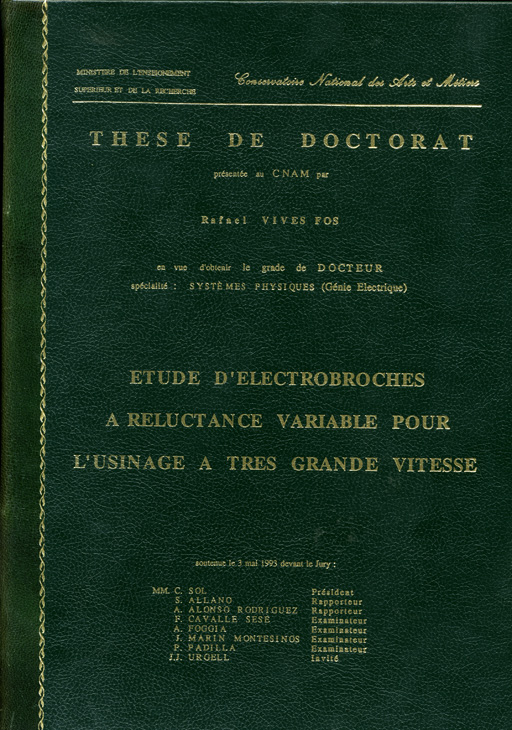 MINISTERE DE L'ENSEIGNEMENT
SUPERIEUR ET DE LA RECHERCHE
Conservatoire National des Arts et Métiers
THESE DE DOCTORAT
présentée au CNAM par
Rafael VIVES FOS
en vue d'obtenir le grade de DOCTEUR
spécialité : SYSTÈMES PHYSIQUES (Génie Electrique)
ETUDE D'ELECTROBROCHES
A RELUCTANCE VARIABLE POUR
L'USINAGE A TRES GRANDE VITESSE
soutenue le 3 mai 1993 devant le Jury :
MM. C. SOL Président
S. ALLANO Rapporteur
A. ALONSO RODRIGUEZ Rapporteur
F. CAVALLE SESE Examinateur
A. FOGGIA Examinateur
J. MARIN MONTESINOS Examinateur
P. PADILLA Examinateur
J.J. URGELL Invité